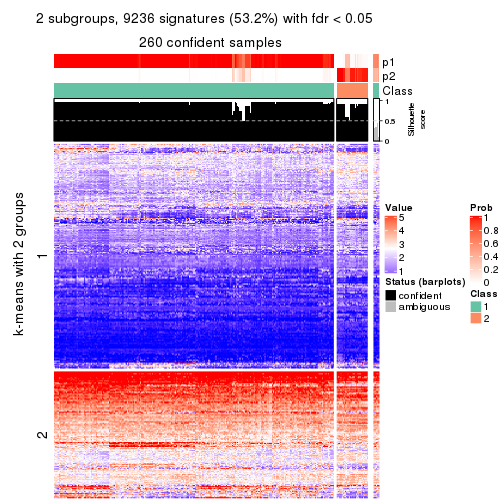 2 subgroups, 9236 signatures (53.2%) with fdr < 0.05
260 confident samples
p1
p2
Class
1
0.5
0
Silhouette
score
k-means with 2 groups
1
2
Value
5
4
3
2
1
Status (barplots)
confident
ambiguous
Prob
1
0.8
0.6
0.4
0.2
0
Class
1
2